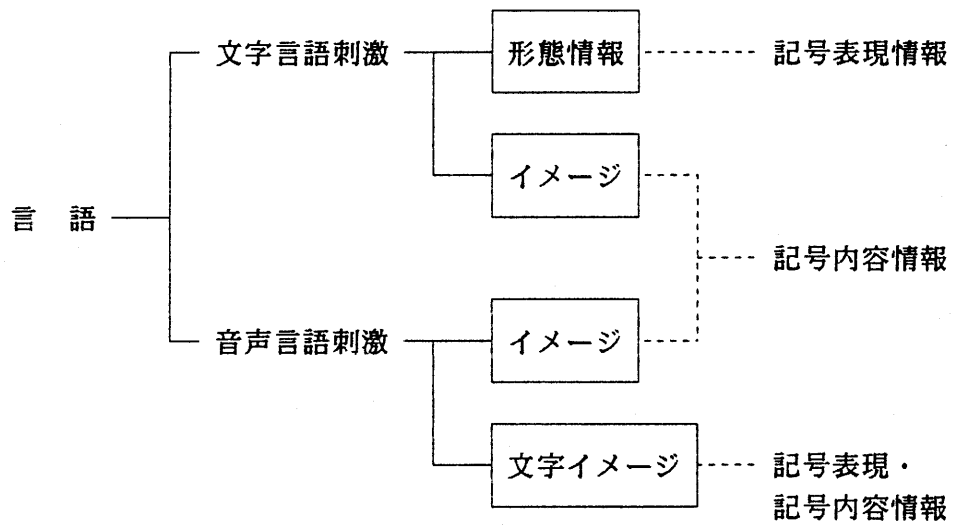 文字言語刺激 形態情報 記号表現情報
イメージ
言 語 記号内容情報
音声言語刺激 イメージ
文字イメージ 記号表現・
記号内容情報